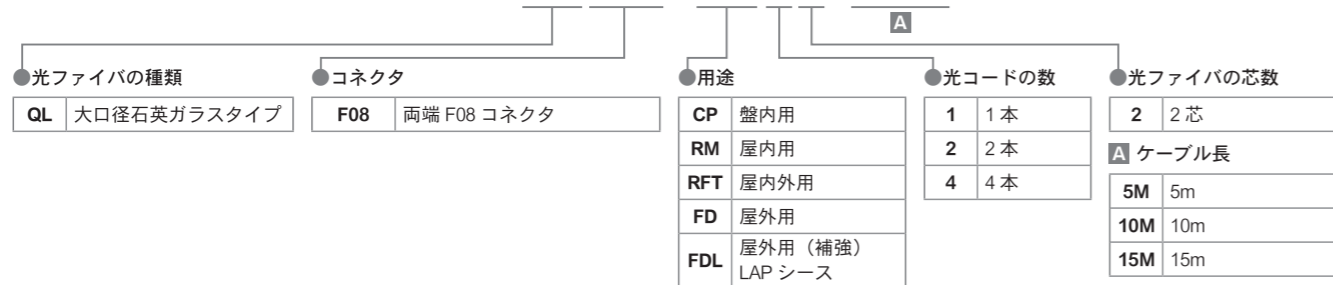 A
●光ファイバの種類
QL 大口径石英ガラスタイプ
●コネクタ
F08 両端 F08 コネクタ
●用途
CP 盤内用
RM 屋内用
RFT 屋内外用
FD 屋外用
FDL 屋外用（補強）
LAP シース
●光コードの数
1 1 本
2 2 本
4 4 本
●光ファイバの芯数
2 2 芯
A ケーブル長
5M 5m
10M 10m
15M 15m